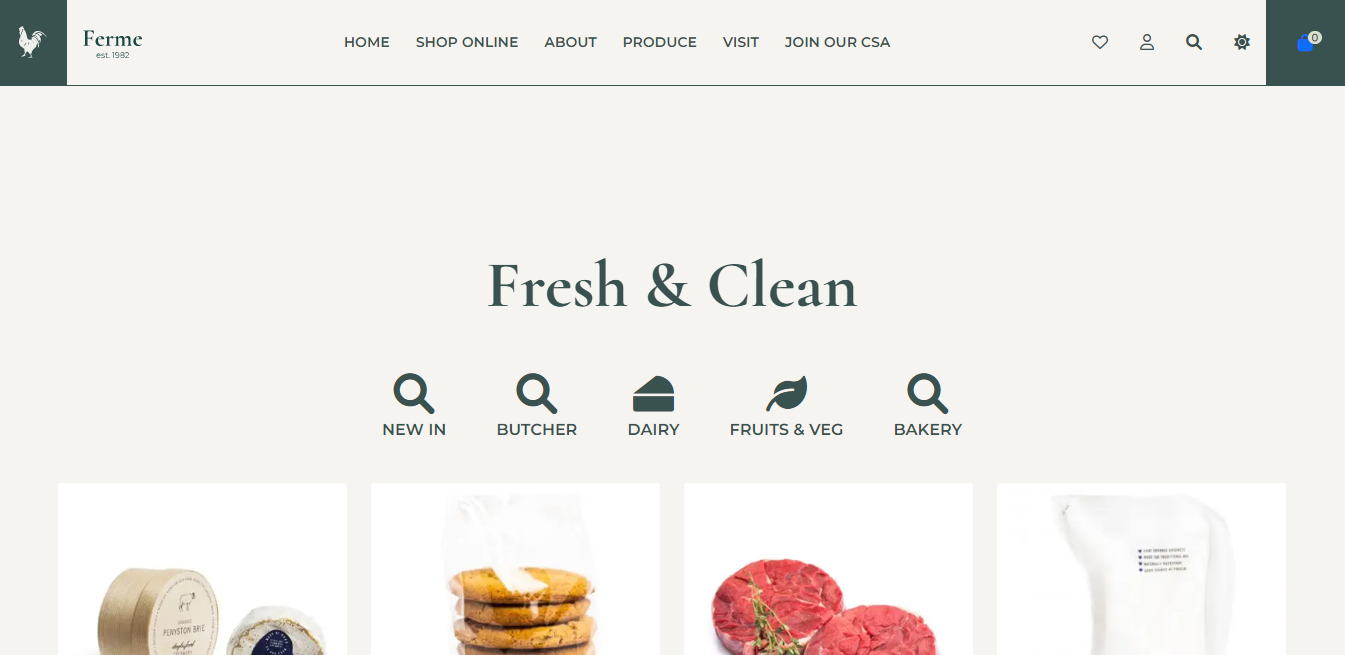 Ferme
est. 1982
HOME SHOP ONLINE ABOUT PRODUCE VISIT JOIN OUR CSA
0
Fresh & Clean
NEW IN BUTCHER DAIRY FRUITS & VEG BAKERY
PENYSTON BRIE